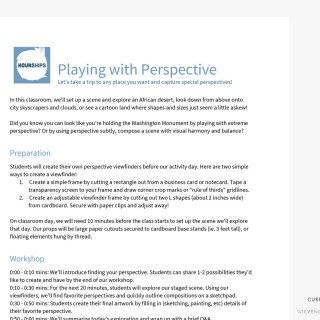 HOURSHIPS
Playing with Perspective
Let's take a trip to any place you want and capture special perspectives!
In this classroom, we'll set up a scene and explore an African desert, look down from above onto
city skyscrapers and clouds, or see a cartoon land where shapes and sizes just seem a little askew!
Did you know you can look like you're holding the Washington Monument by playing with extreme
perspective? Or by using perspective subtly, compose a scene with visual harmony and balance?
Preparation
Students will create their own perspective viewfinders before our activity day. Here are two simple
ways to create a viewfinder:
1. Create a simple frame by cutting a rectangle out from a business card or notecard. Tape a
transparency screen to your frame and draw corner crop marks or "rule of thirds" gridlines.
2. Create an adjustable viewfinder frame by cutting out two L shapes (about 2 inches wide)
from cardboard. Secure with paper clips and adjust away!
On classroom day, we will need 10 minutes before the class starts to set up the scene we'll explore
that day. Our props will be large paper cutouts secured to cardboard base stands (ie. 3 feet tall), or
floating elements hung by thread.
Workshop
0:00 - 0:10 mins: We'll introduce finding your perspective. Students can share 1-2 possibilities they'd
like to create and have by the end of our workshop.
0:10 - 0:30 mins: For the next 20 minutes, students will explore our staged scene. Using our
viewfinders, we'll find favorite perspectives and quickly outline compositions on a sketchpad.
0:30 - 0:50 mins: Students create their final artwork by filling in (sketching, painting, etc) details of
their favorite perspective.
0:50 - 0:60 mins: We'll summarize today's exploration and wrap up with a brief Q&A.